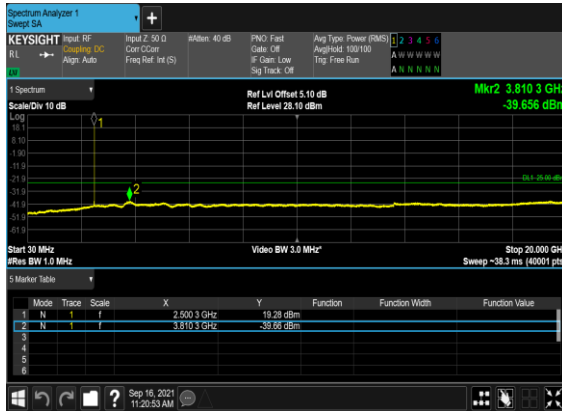 Spectrum Analyzer 1
Swept SA
+
KEYSIGHT Input: RF Input Z: 50 Ω #Atten: 40 dB PNO: Fast Avg Type: Power (RMS) 1 2 3 4 5 6
RL Coupling: DC Corr CCorr Gate: Off Avg|Hold: 100/100 A W W W W W
Align: Auto Freq Ref: Int (S) IF Gain: Low Trig: Free Run
LXI Sig Track: Off A N N N N N
1 Spectrum Ref Lvl Offset 5.10 dB Mkr2 3.810 3 GHz
Scale/Div 10 dB Ref Level 28.10 dBm -39.656 dBm
Log
18.1
1
8.10
-1.90
-11.9
-21.9
DL1 -25.00 dBm
-31.9
2
-41.9
-51.9
-61.9
Start 30 MHz Video BW 3.0 MHz* Stop 20.000 GH
#Res BW 1.0 MHz Sweep ~38.3 ms (40001 pts
5 Marker Table
Mode Trace Scale X Y Function Function Width Function Value
1 N 1 f 2.500 3 GHz 19.28 dBm
2 N 1 f 3.810 3 GHz -39.66 dBm
3
4
5
6
? Sep 16, 2021
11:20:53 AM